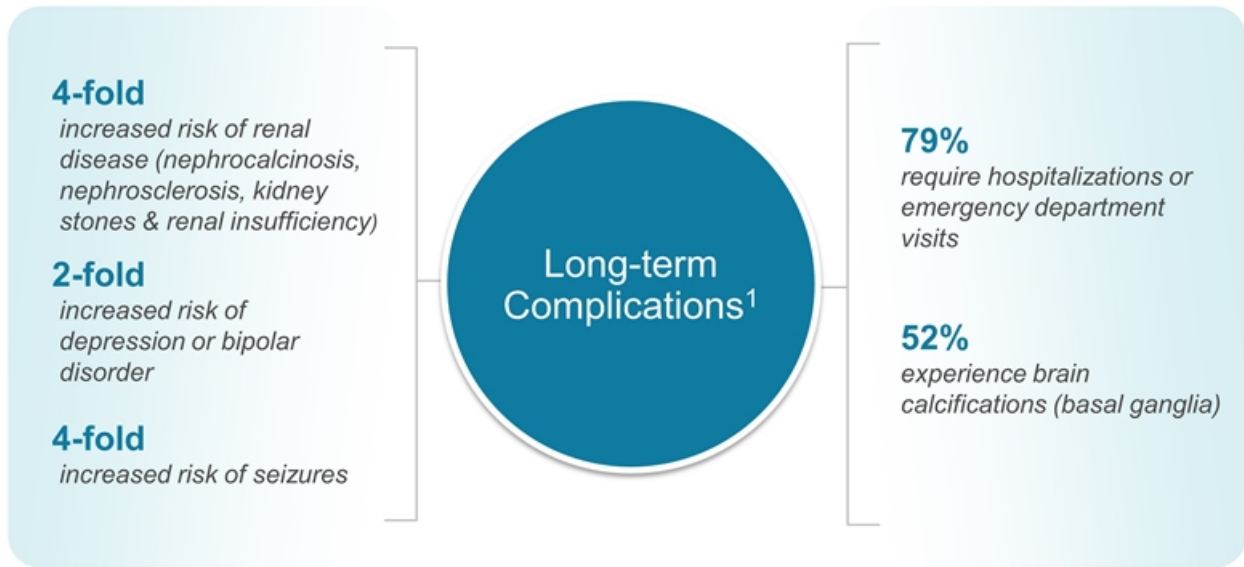 4-fold
increased risk of renal
disease (nephrocalcinosis,
nephrosclerosis, kidney
stones & renal insufficiency)
2-fold
increased risk of
depression or bipolar
disorder
4-fold
increased risk of seizures
Long-term
Complications¹
79%
require hospitalizations or
emergency department
visits
52%
experience brain
calcifications (basal ganglia)